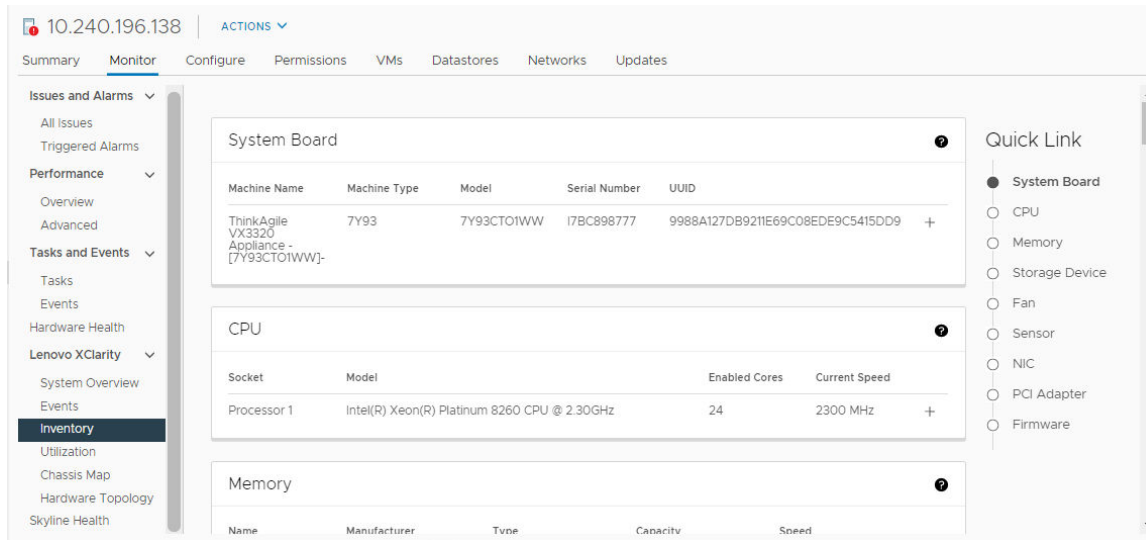 10.240.196.138 ACTIONS
Summary Monitor Configure Permissions VMs Datastores Networks Updates
Issues and Alarms
All Issues
Triggered Alarms
Performance
Overview
Advanced
Tasks and Events
Tasks
Events
Hardware Health
Lenovo XClarity
System Overview
Events
Inventory
Utilization
Chassis Map
Hardware Topology
Skyline Health
System Board
Machine Name Machine Type Model Serial Number UUID
ThinkAgile 7Y93 7Y93CTO1WW I7BC898777 9988A127DB9211E69C08EDE9C5415DD9 +
VX3320
Appliance -
[7Y93CTO1WW]-
CPU
Socket Model Enabled Cores Current Speed
Processor 1 Intel(R) Xeon(R) Platinum 8260 CPU @ 2.30GHz 24 2300 MHz +
Memory
Name Manufacturer Type Capacity Speed
Quick Link
System Board
CPU
Memory
Storage Device
Fan
Sensor
NIC
PCI Adapter
Firmware